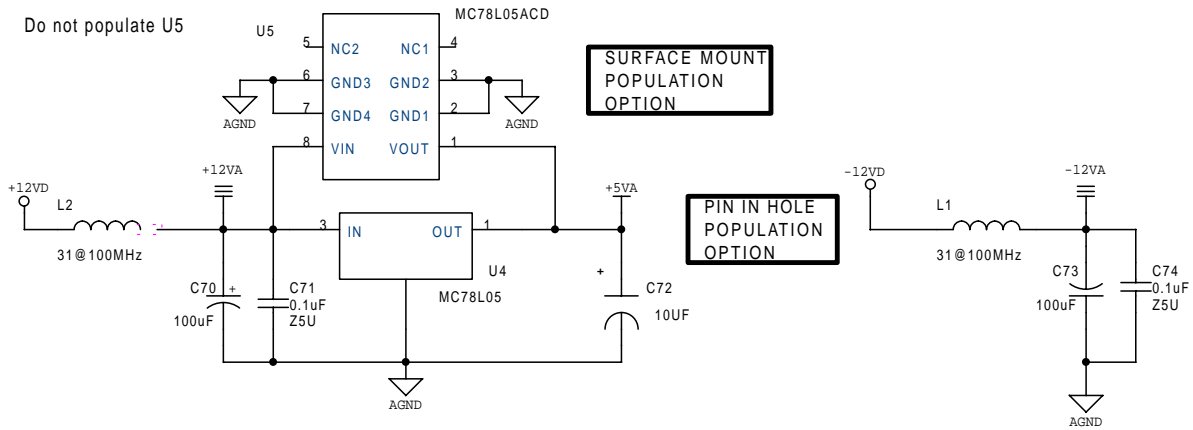 Do not populate U5
U5
MC78L05ACD
5
NC2
NC1
4
6
GND3
GND2
3
7
GND4
GND1
2
8
VIN
VOUT
1
AGND
AGND
SURFACE MOUNT
POPULATION
OPTION
+12VD
L2
31@100MHz
+12VA
3
IN
OUT
1
U4
MC78L05
+5VA
C70
+
100uF
C71
0.1uF
Z5U
+
C72
10UF
AGND
PIN IN HOLE
POPULATION
OPTION
-12VD
L1
31@100MHz
-12VA
C73
100uF
C74
0.1uF
Z5U
AGND